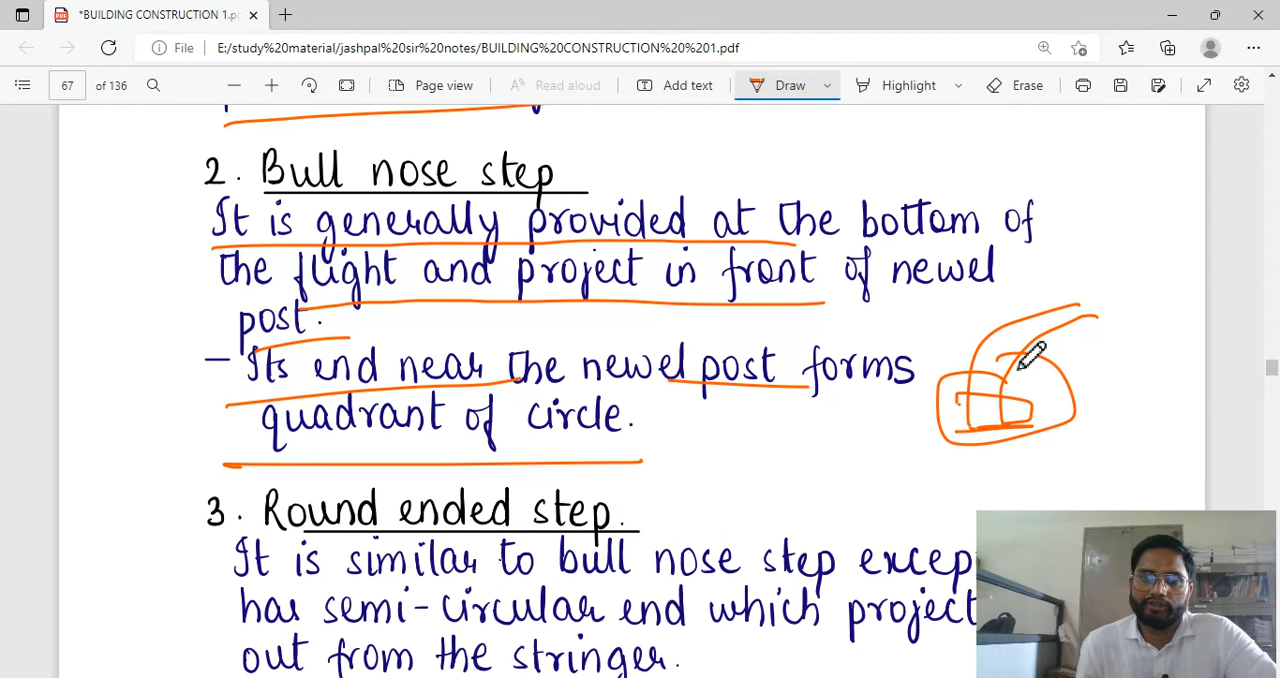 *BUILDING CONSTRUCTION 1.p
File
E:/study%20material/jashpal%20sir%20notes/BUILDING%20CONSTRUCTION%20%201.pdf
67 of 136
Page view
Read aloud
Add text
Draw
Highlight
Erase
2. Bull nose step
It is generally provided at the bottom of
the flight and project in front of newel
post.
- Its end near the newel post forms
quadrant of circle.
3. Round ended step.
It is similar to bull nose step excep
has semi-circular end which project
out from the stringer.